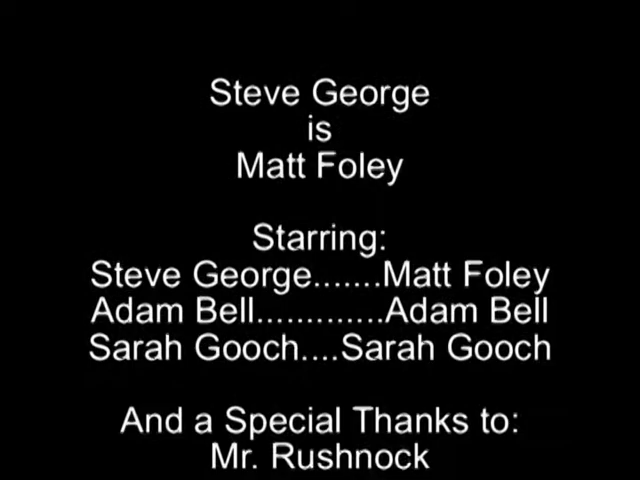 Steve George
is
Matt Foley
Starring:
Steve George.......Matt Foley
Adam Bell.............Adam Bell
Sarah Gooch....Sarah Gooch
And a Special Thanks to:
Mr. Rushnock